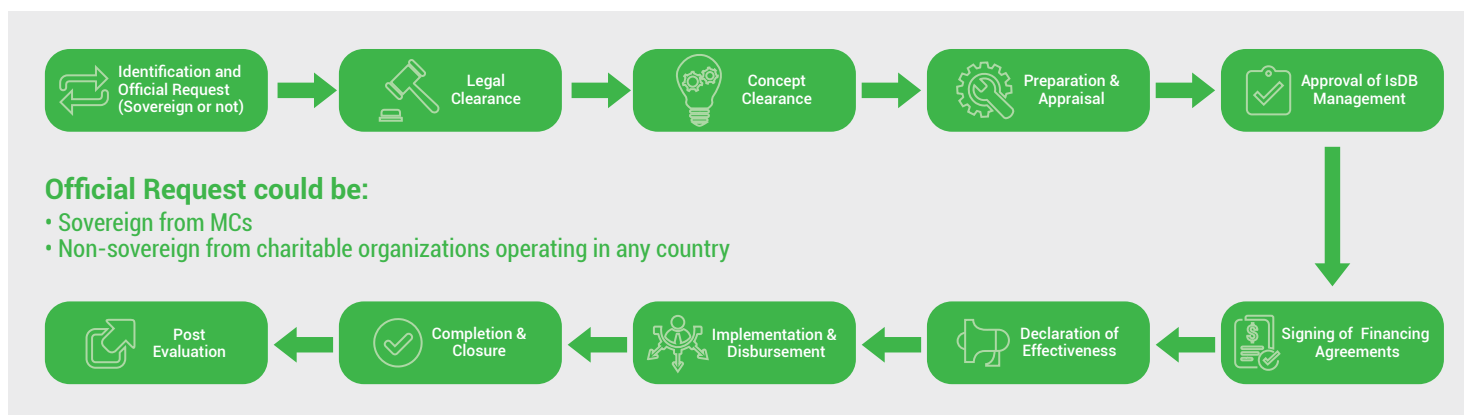 Identification and
Official Request
(Sovereign or not)
Legal
Clearance
Concept
Clearance
Preparation &
Appraisal
Approval of IsDB
Management
Official Request could be:
• Sovereign from MCs
• Non-sovereign from charitable organizations operating in any country
$
Signing of Financing
Agreements
Declaration of
Effectiveness
Implementation &
Disbursement
Completion &
Closure
Post
Evaluation